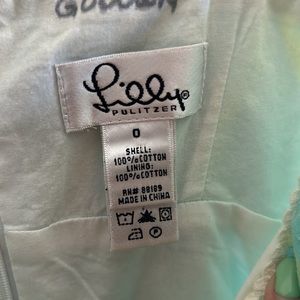 Lilly®
PULITZER
0
SHELL:
100% COTTON
LINING:
100% COTTON
RN# 88189
MADE IN CHINA